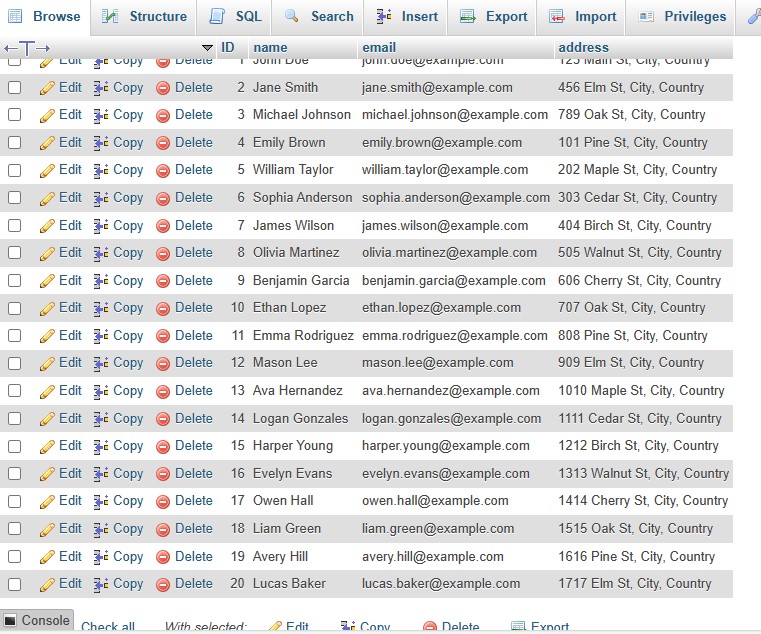 Browse Structure SQL Search Insert Export Import Privileges
ID name email address
Edit Copy Delete 1 John Doe john.doe@example.com 123 Main St, City, Country
Edit Copy Delete 2 Jane Smith jane.smith@example.com 456 Elm St, City, Country
Edit Copy Delete 3 Michael Johnson michael.johnson@example.com 789 Oak St, City, Country
Edit Copy Delete 4 Emily Brown emily.brown@example.com 101 Pine St, City, Country
Edit Copy Delete 5 William Taylor william.taylor@example.com 202 Maple St, City, Country
Edit Copy Delete 6 Sophia Anderson sophia.anderson@example.com 303 Cedar St, City, Country
Edit Copy Delete 7 James Wilson james.wilson@example.com 404 Birch St, City, Country
Edit Copy Delete 8 Olivia Martinez olivia.martinez@example.com 505 Walnut St, City, Country
Edit Copy Delete 9 Benjamin Garcia benjamin.garcia@example.com 606 Cherry St, City, Country
Edit Copy Delete 10 Ethan Lopez ethan.lopez@example.com 707 Oak St, City, Country
Edit Copy Delete 11 Emma Rodriguez emma.rodriguez@example.com 808 Pine St, City, Country
Edit Copy Delete 12 Mason Lee mason.lee@example.com 909 Elm St, City, Country
Edit Copy Delete 13 Ava Hernandez ava.hernandez@example.com 1010 Maple St, City, Country
Edit Copy Delete 14 Logan Gonzales logan.gonzales@example.com 1111 Cedar St, City, Country
Edit Copy Delete 15 Harper Young harper.young@example.com 1212 Birch St, City, Country
Edit Copy Delete 16 Evelyn Evans evelyn.evans@example.com 1313 Walnut St, City, Country
Edit Copy Delete 17 Owen Hall owen.hall@example.com 1414 Cherry St, City, Country
Edit Copy Delete 18 Liam Green liam.green@example.com 1515 Oak St, City, Country
Edit Copy Delete 19 Avery Hill avery.hill@example.com 1616 Pine St, City, Country
Edit Copy Delete 20 Lucas Baker lucas.baker@example.com 1717 Elm St, City, Country
Console Check all With selected: Edit Copy Delete Export